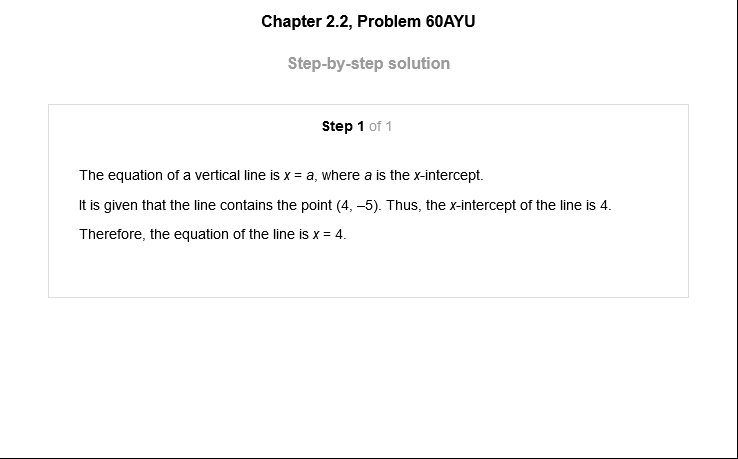 Chapter 2.2, Problem 60AYU
Step-by-step solution
Step 1 of 1
The equation of a vertical line is x = a, where a is the x-intercept.
It is given that the line contains the point (4, –5). Thus, the x-intercept of the line is 4.
Therefore, the equation of the line is x = 4.